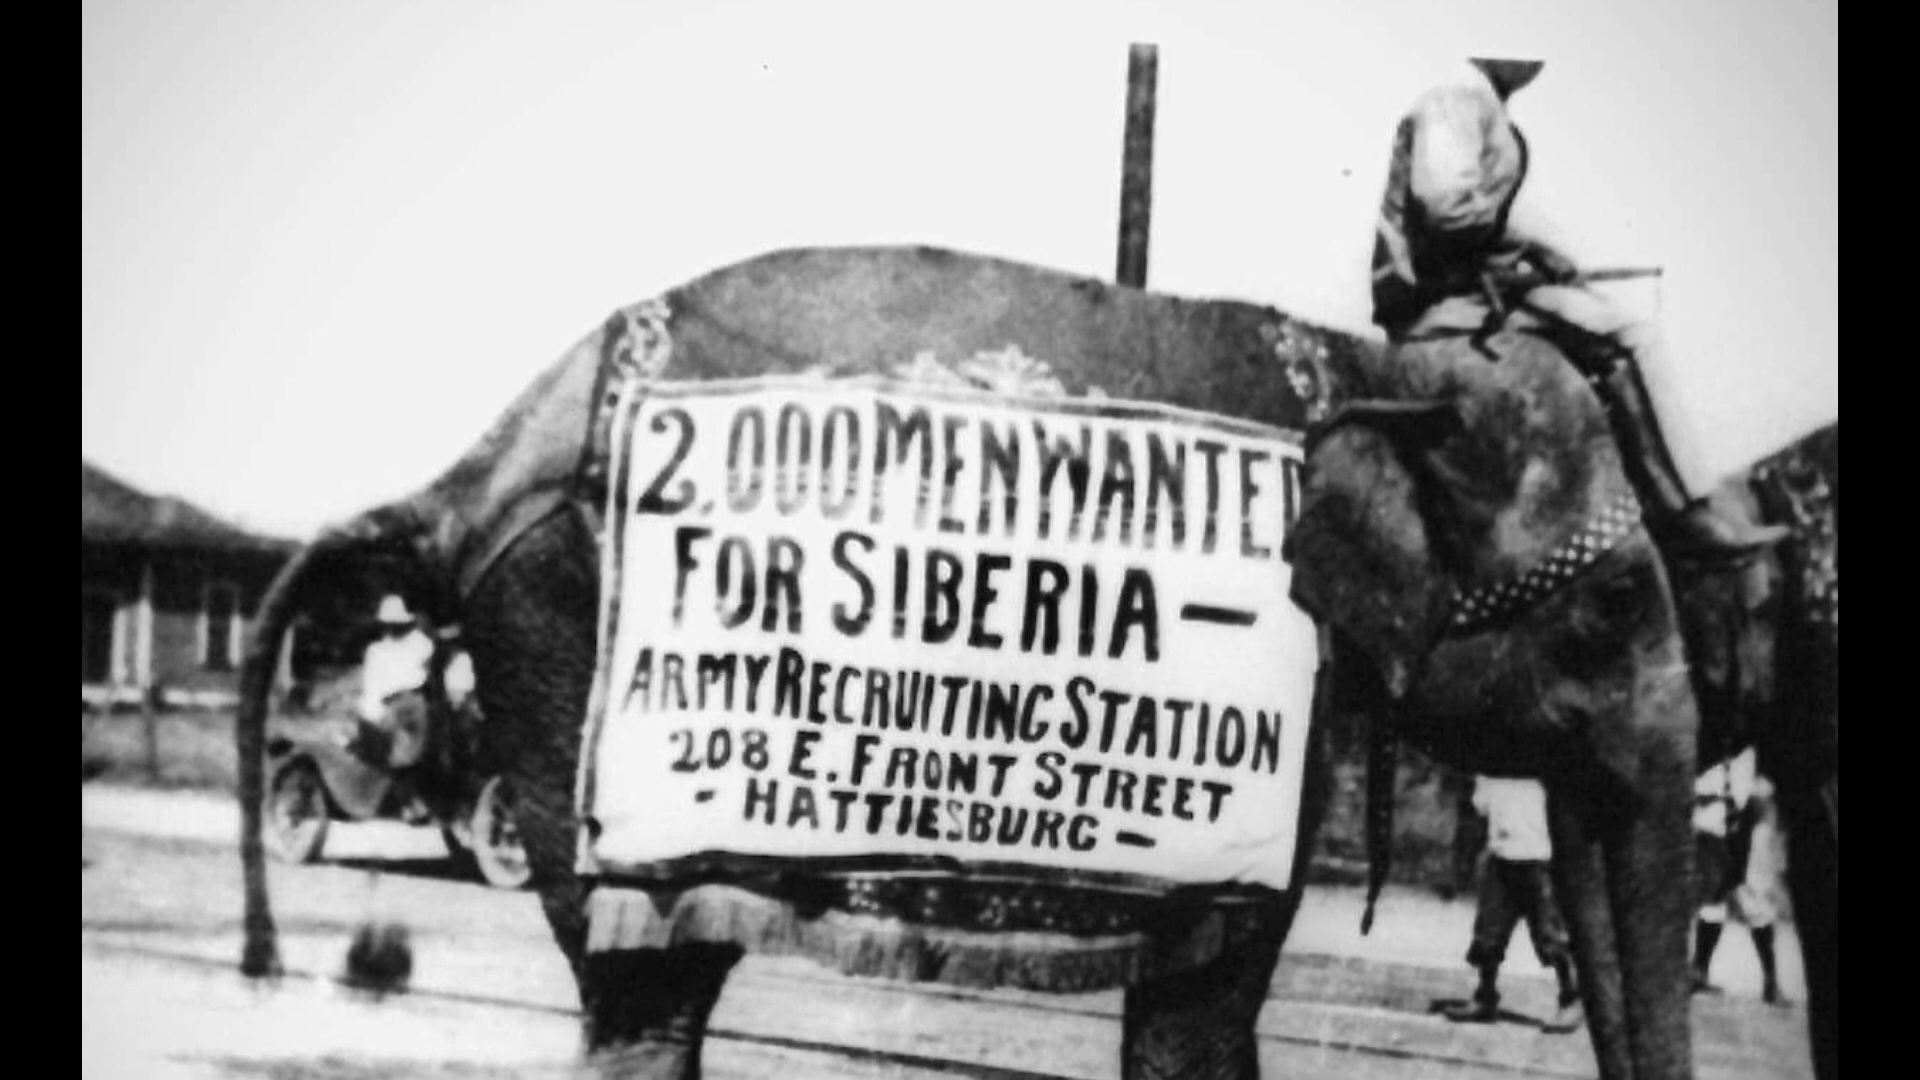 2,000 MEN WANTED
FOR SIBERIA —
ARMY RECRUITING STATION
208 E. FRONT STREET
- HATTIESBURG —